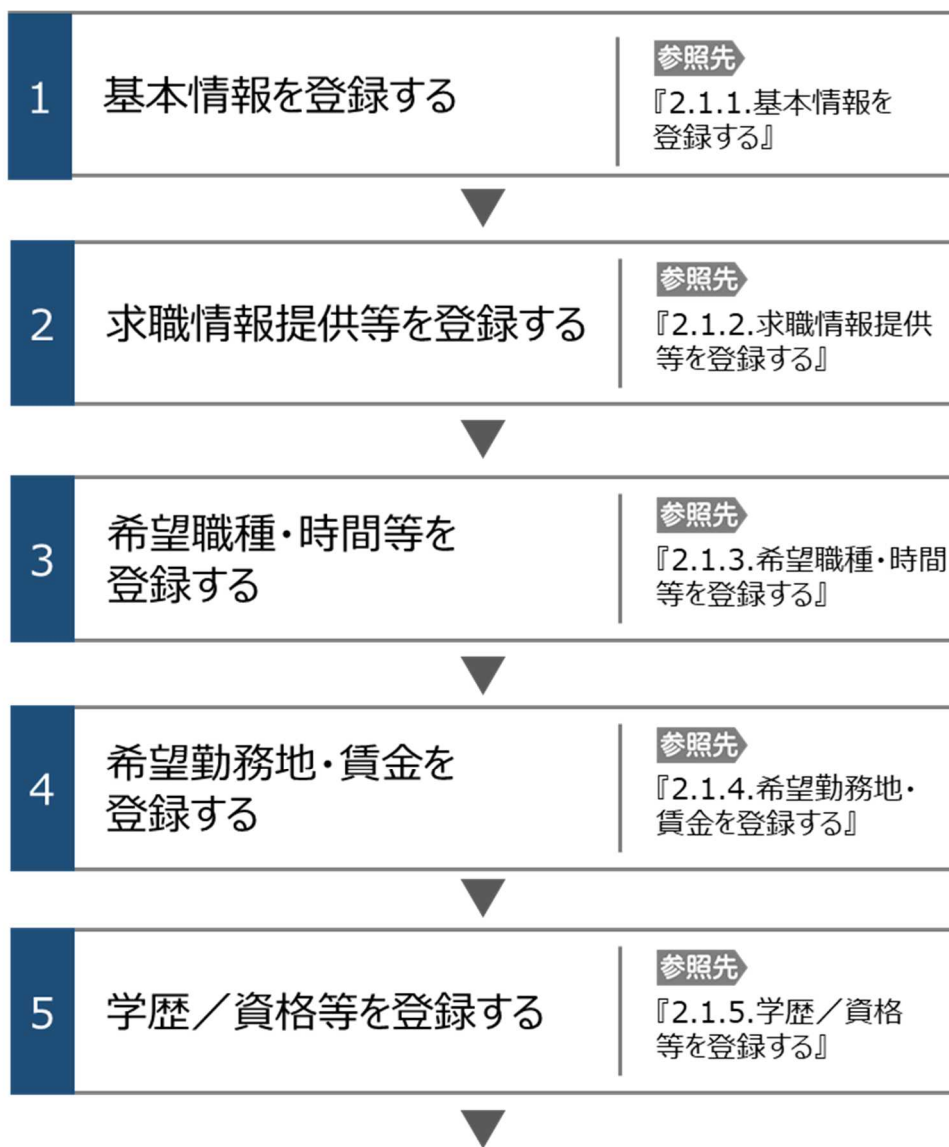 1
基本情報を登録する
参照先
『2.1.1.基本情報を
登録する』
2
求職情報提供等を登録する
参照先
『2.1.2.求職情報提供
等を登録する』
3
希望職種・時間等を
登録する
参照先
『2.1.3.希望職種・時間
等を登録する』
4
希望勤務地・賃金を
登録する
参照先
『2.1.4.希望勤務地・
賃金を登録する』
5
学歴／資格等を登録する
参照先
『2.1.5.学歴／資格
等を登録する』